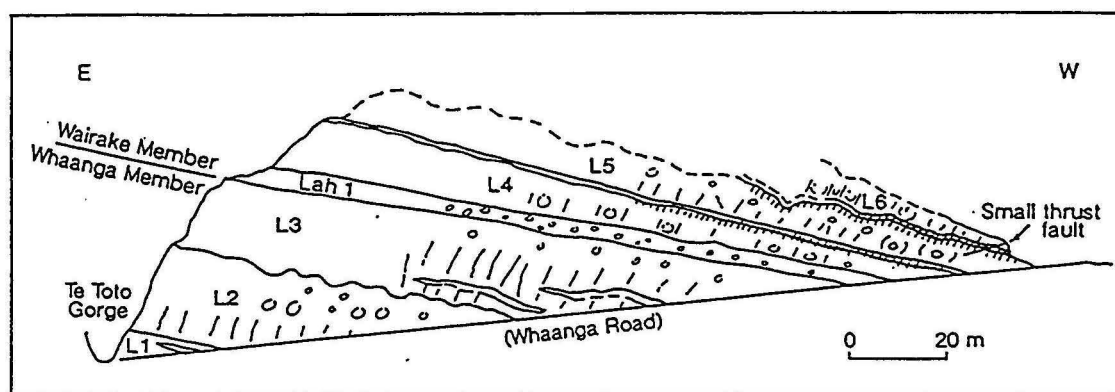 E
W
Wairake Member
Whaanga Member
Lah 1
L5
L4
L6
L3
Small thrust
fault
Te Toto
Gorge
L2
L1
(Whaanga Road)
0 20 m